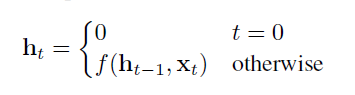 h_t = { 0    t = 0
f(h_{t−1}, x_t)    otherwise